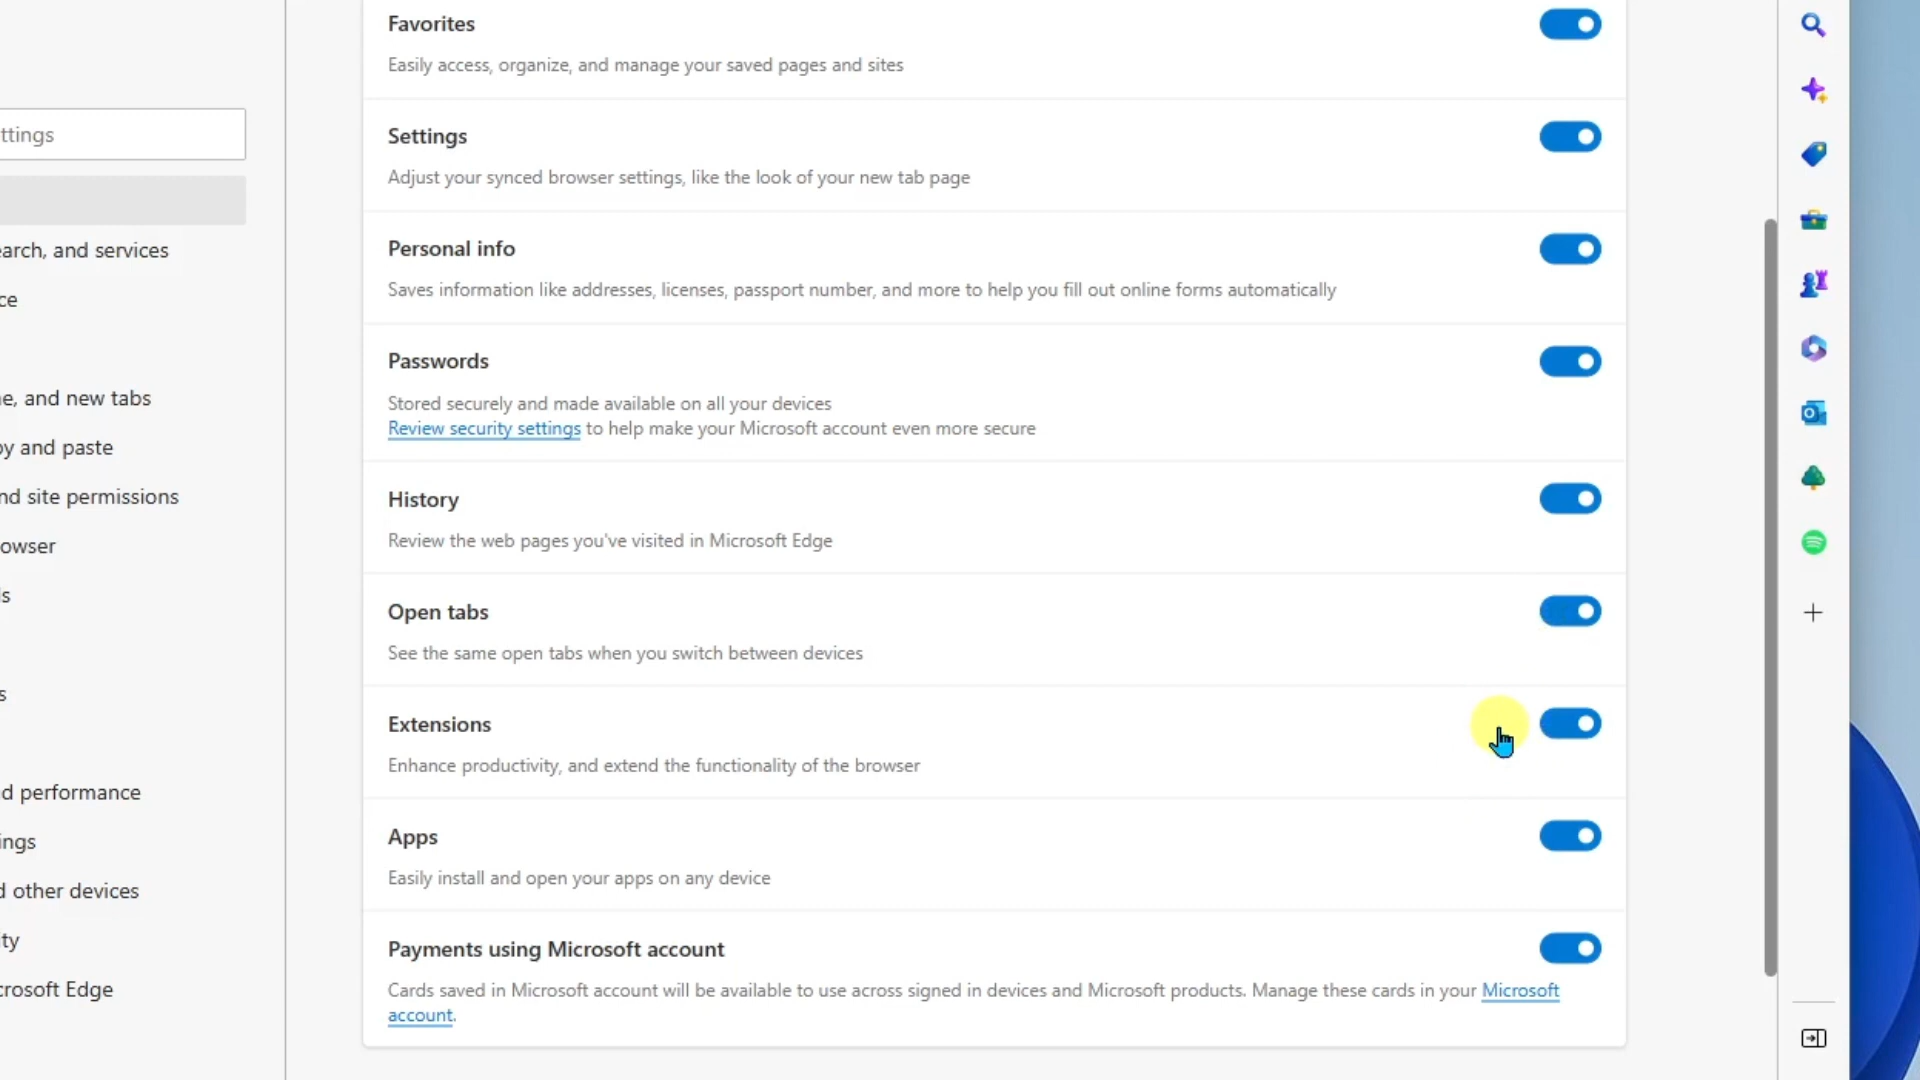 Favorites
Easily access, organize, and manage your saved pages and sites
ttings
Settings
Adjust your synced browser settings, like the look of your new tab page
earch, and services
ce
Personal info
Saves information like addresses, licenses, passport number, and more to help you fill out online forms automatically
e, and new tabs
py and paste
nd site permissions
owser
s
s
d performance
ings
d other devices
ity
crosoft Edge
Passwords
Stored securely and made available on all your devices
Review security settings to help make your Microsoft account even more secure
History
Review the web pages you've visited in Microsoft Edge
Open tabs
See the same open tabs when you switch between devices
Extensions
Enhance productivity, and extend the functionality of the browser
Apps
Easily install and open your apps on any device
Payments using Microsoft account
Cards saved in Microsoft account will be available to use across signed in devices and Microsoft products. Manage these cards in your Microsoft
account.